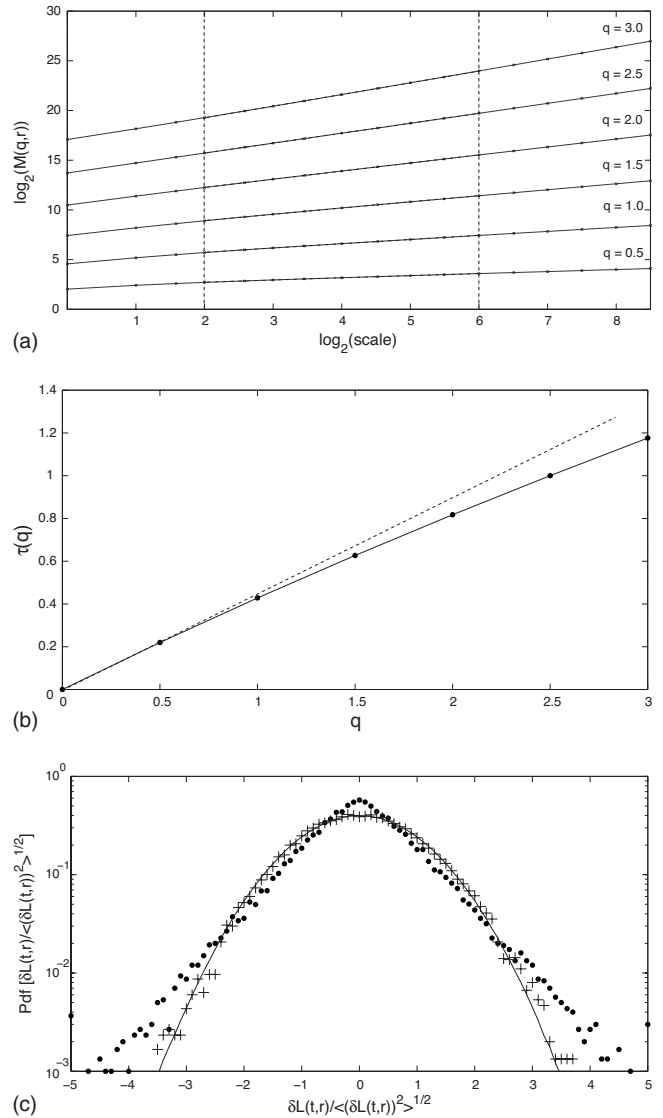 30
25
20
15
10
5
0
log₂(M(q,r))
q = 3.0
q = 2.5
q = 2.0
q = 1.5
q = 1.0
q = 0.5
1 2 3 4 5 6 7 8
log₂(scale)
(a)
1.4
1.2
1
0.8
0.6
0.4
0.2
0
τ(q)
0 0.5 1 1.5 2 2.5 3
q
(b)
10⁰
10⁻¹
10⁻²
10⁻³
Pdf [δL(t,r)/<(δL(t,r))²>^1/2]
−5 −4 −3 −2 −1 0 1 2 3 4 5
δL(t,r)/<(δL(t,r))²>^1/2
(c)